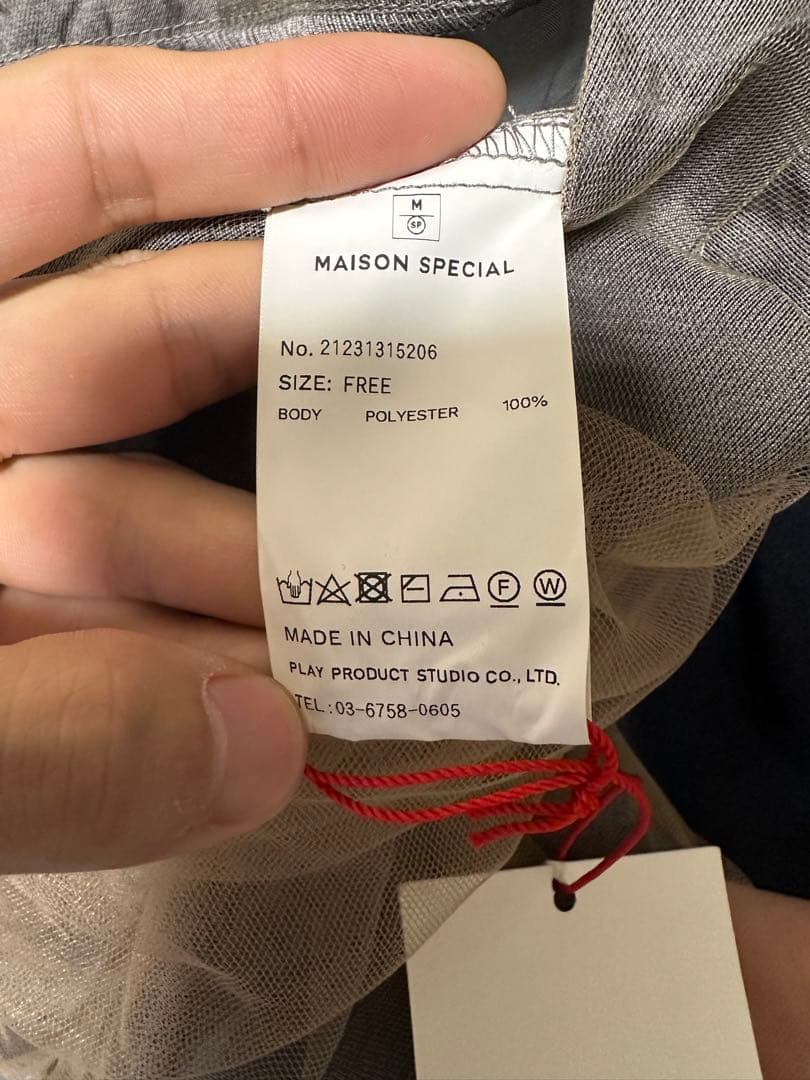 M
SP
MAISON SPECIAL
No. 21231315206
SIZE: FREE
BODY POLYESTER 100%
F W
MADE IN CHINA
PLAY PRODUCT STUDIO CO., LTD.
TEL:03-6758-0605